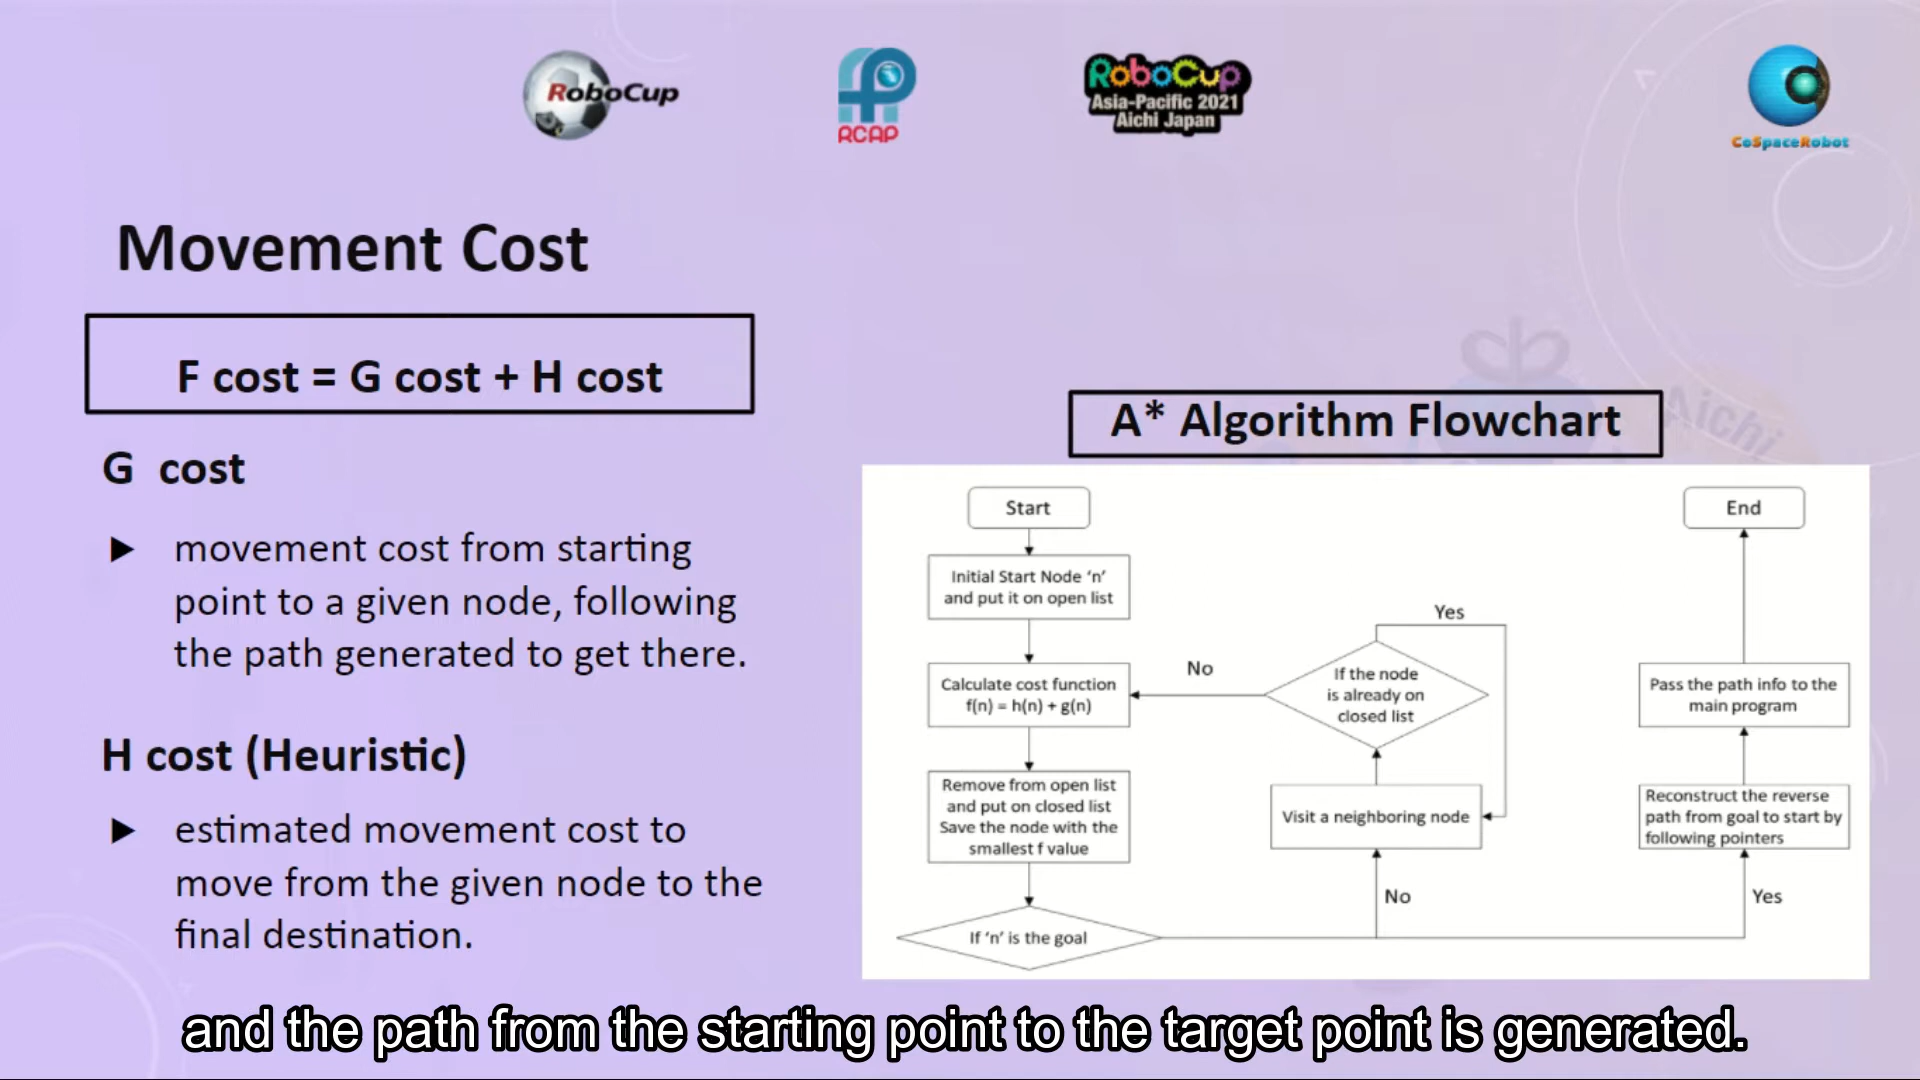 RoboCup
RCAP
RoboCup
Asia-Pacific 2021
Aichi Japan
CoSpaceRobot
Movement Cost
F cost = G cost + H cost
G cost
movement cost from starting
point to a given node, following
the path generated to get there.
H cost (Heuristic)
estimated movement cost to
move from the given node to the
final destination.
Aichi
A* Algorithm Flowchart
Start
Initial Start Node ‘n’
and put it on open list
Calculate cost function
f(n) = h(n) + g(n)
Remove from open list
and put on closed list
Save the node with the
smallest f value
If ‘n’ is the goal
No
Yes
If the node
is already on
closed list
Visit a neighboring node
No
End
Pass the path info to the
main program
Reconstruct the reverse
path from goal to start by
following pointers
Yes
and the path from the starting point to the target point is generated.